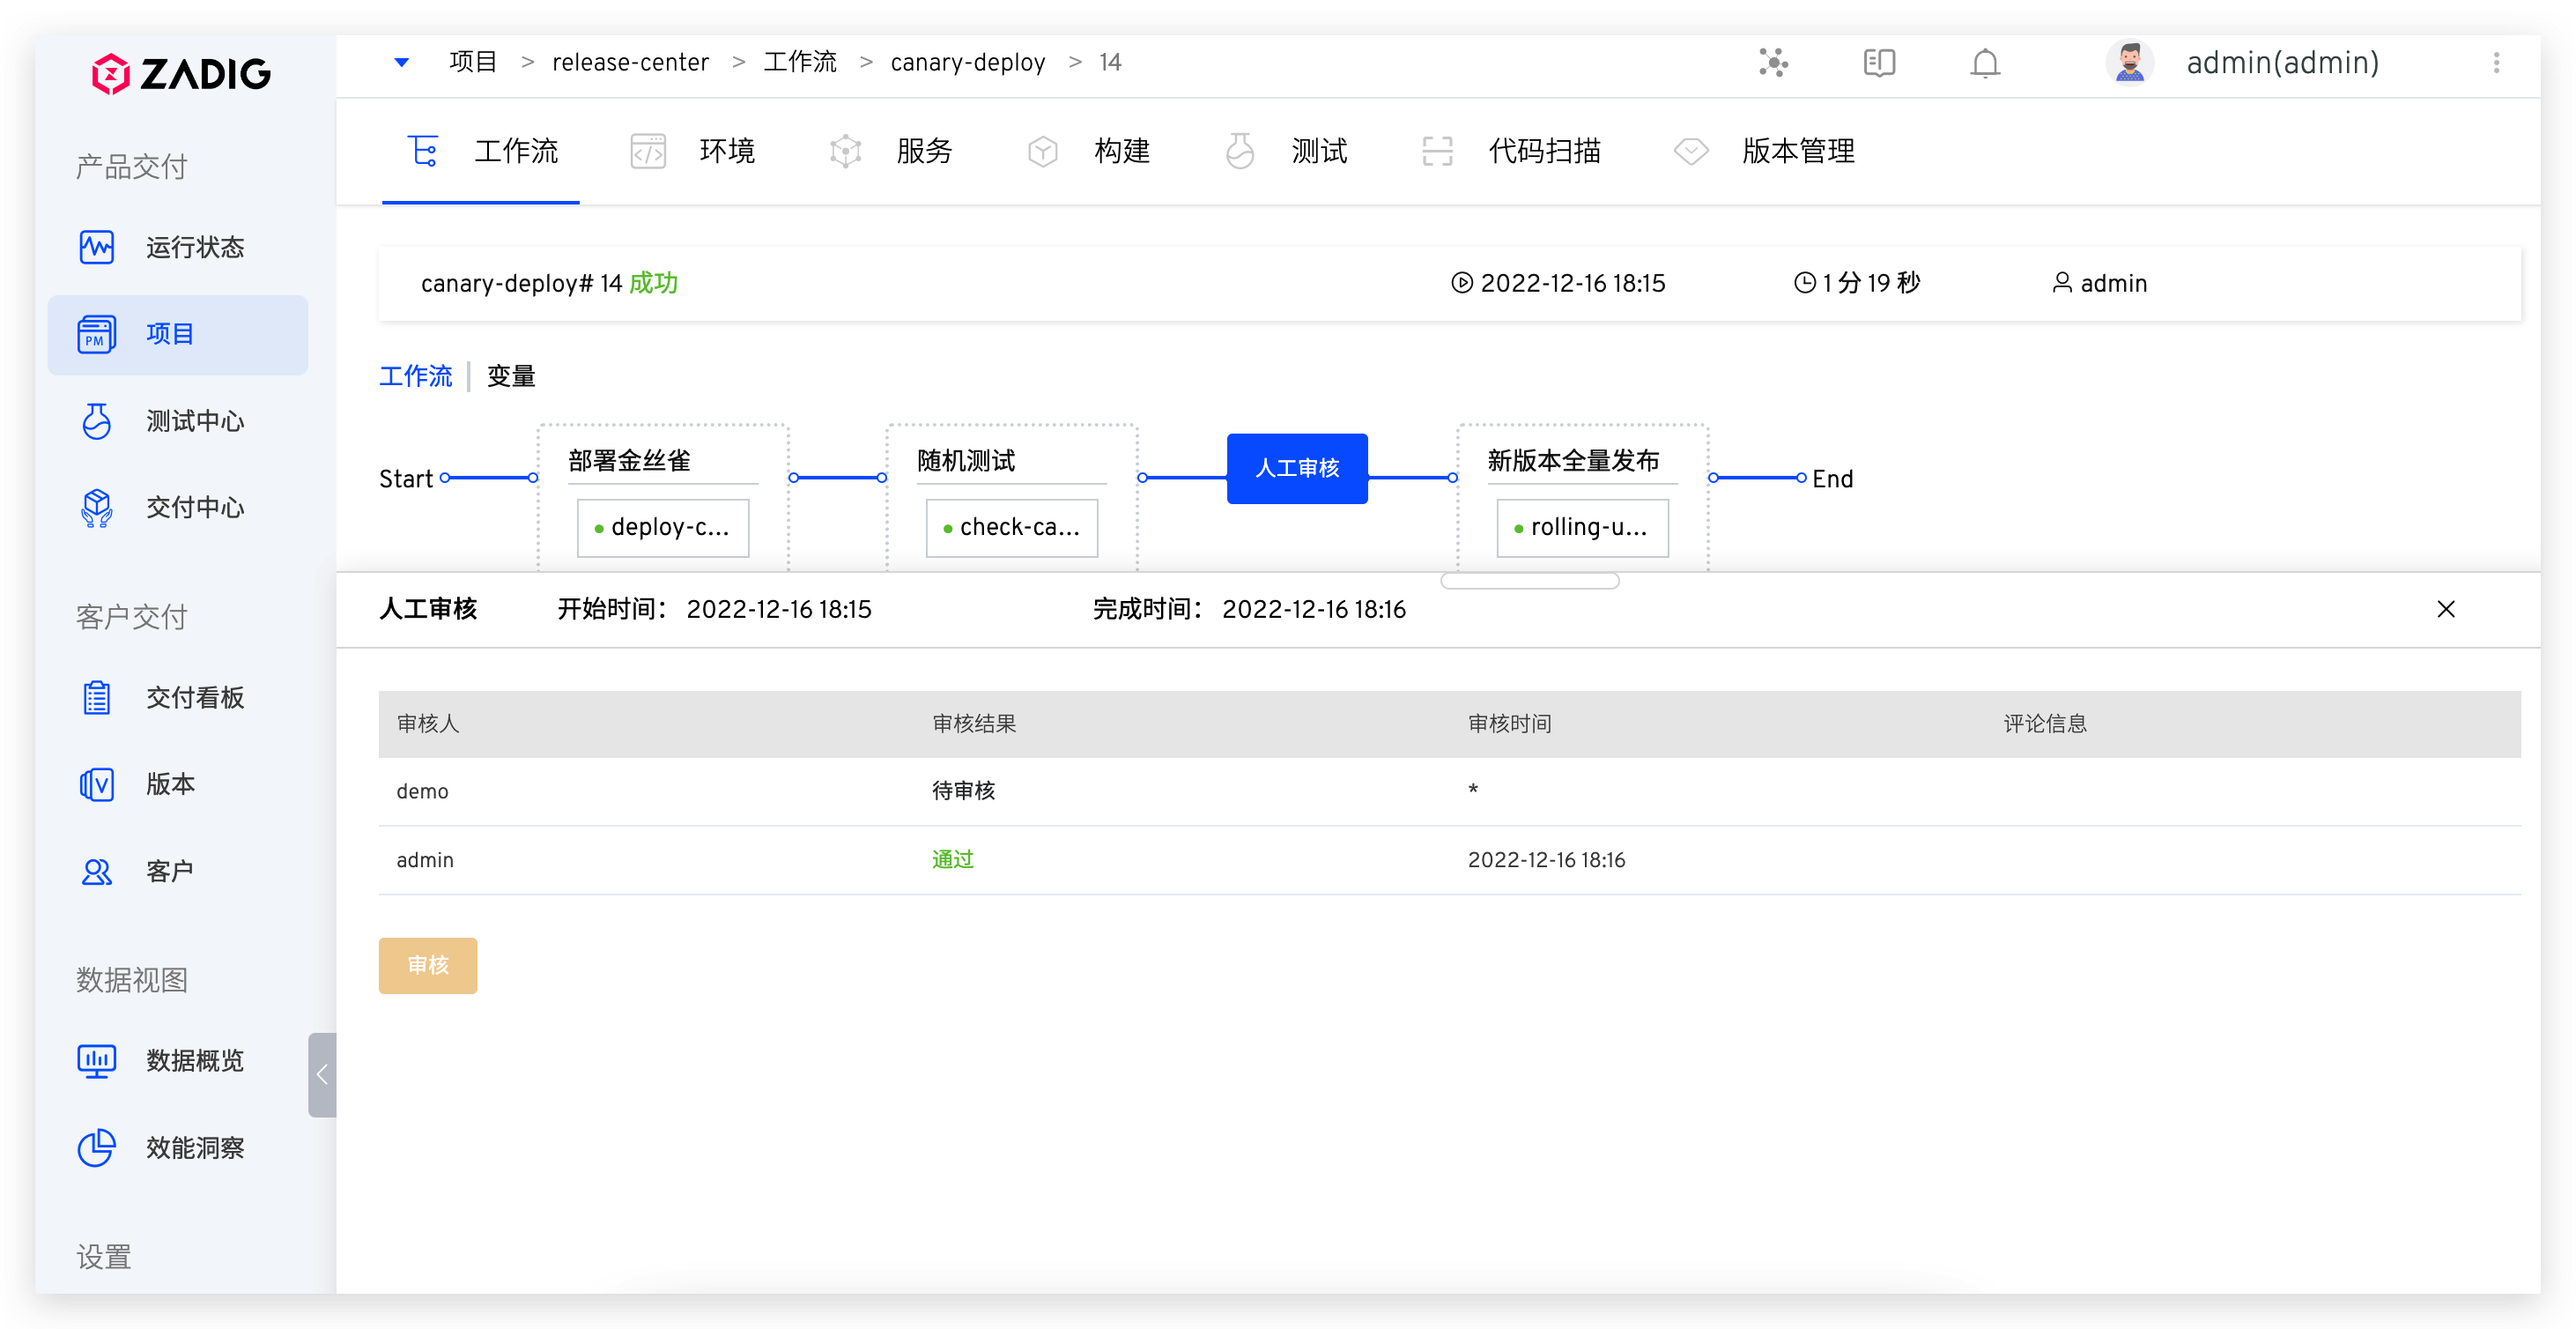 ZADIG
项目 > release-center > 工作流 > canary-deploy > 14
admin(admin)
产品交付
运行状态
PM
项目
测试中心
交付中心
客户交付
交付看板
V
版本
客户
数据视图
数据概览
效能洞察
设置
工作流 环境 服务 构建 测试 代码扫描 版本管理
canary-deploy# 14 成功 2022-12-16 18:15 1 分 19 秒 admin
工作流 | 变量
Start 部署金丝雀 随机测试 人工审核 新版本全量发布 End
deploy-c... check-ca... rolling-u...
人工审核 开始时间： 2022-12-16 18:15 完成时间： 2022-12-16 18:16
审核人 审核结果 审核时间 评论信息
demo 待审核 *
admin 通过 2022-12-16 18:16
审核